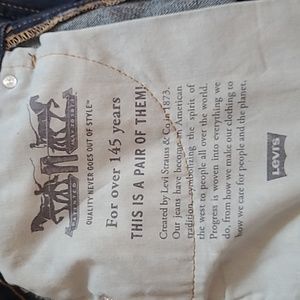 QUALITY NEVER GOES OUT OF STYLE™
For over 145 years
THIS IS A PAIR OF THEM!
Created by Levi Strauss & Co. in 1873.
Our jeans have become an American
tradition, symbolizing the spirit of
the west to people all over the world.
Progress is woven into everything we
do, from how we make our clothing to
how we care for people and the planet.
LEVI'S